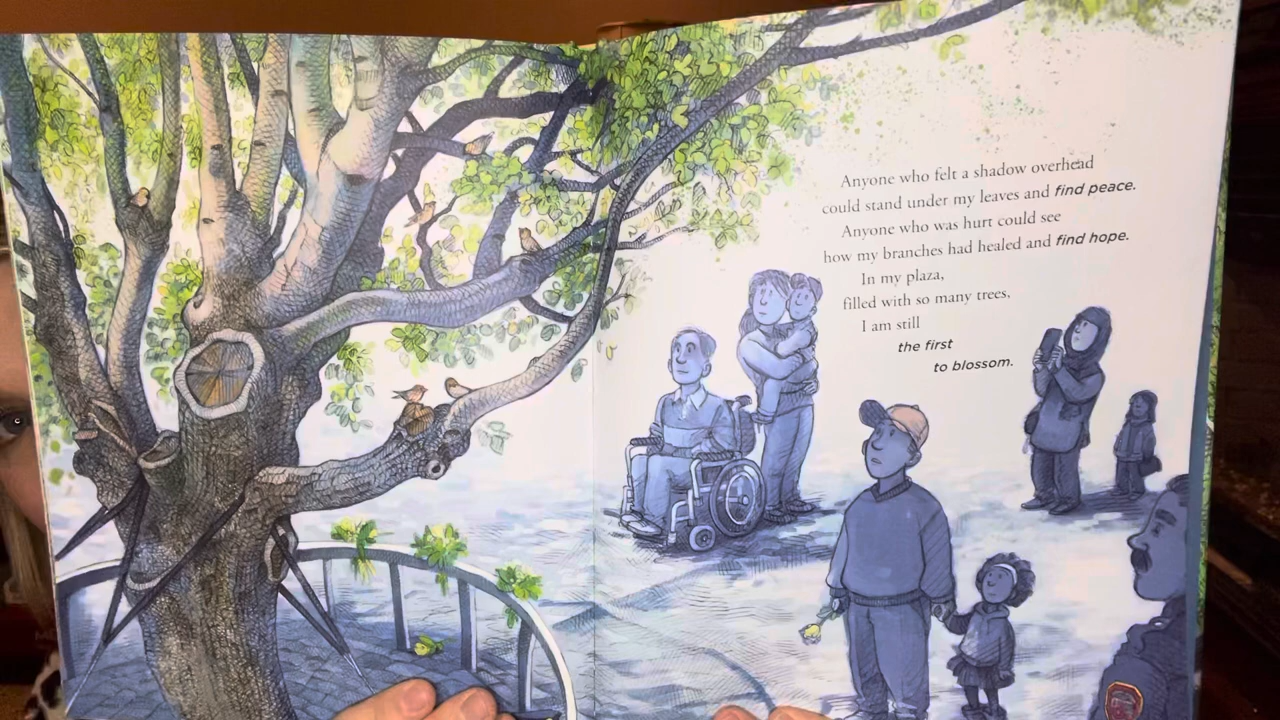 Anyone who felt a shadow overhead
could stand under my leaves and find peace.
Anyone who was hurt could see
how my branches had healed and find hope.
In my plaza,
filled with so many trees,
I am still
the first
to blossom.